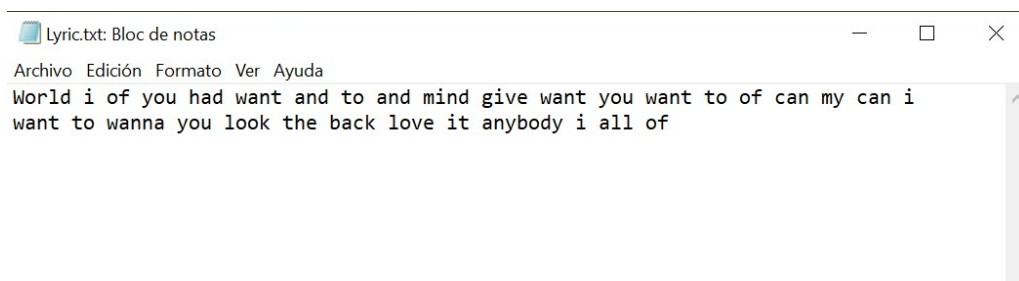 Lyric.txt: Bloc de notas
Archivo Edición Formato Ver Ayuda
World i of you had want and to and mind give want you want to of can my can i
want to wanna you look the back love it anybody i all of